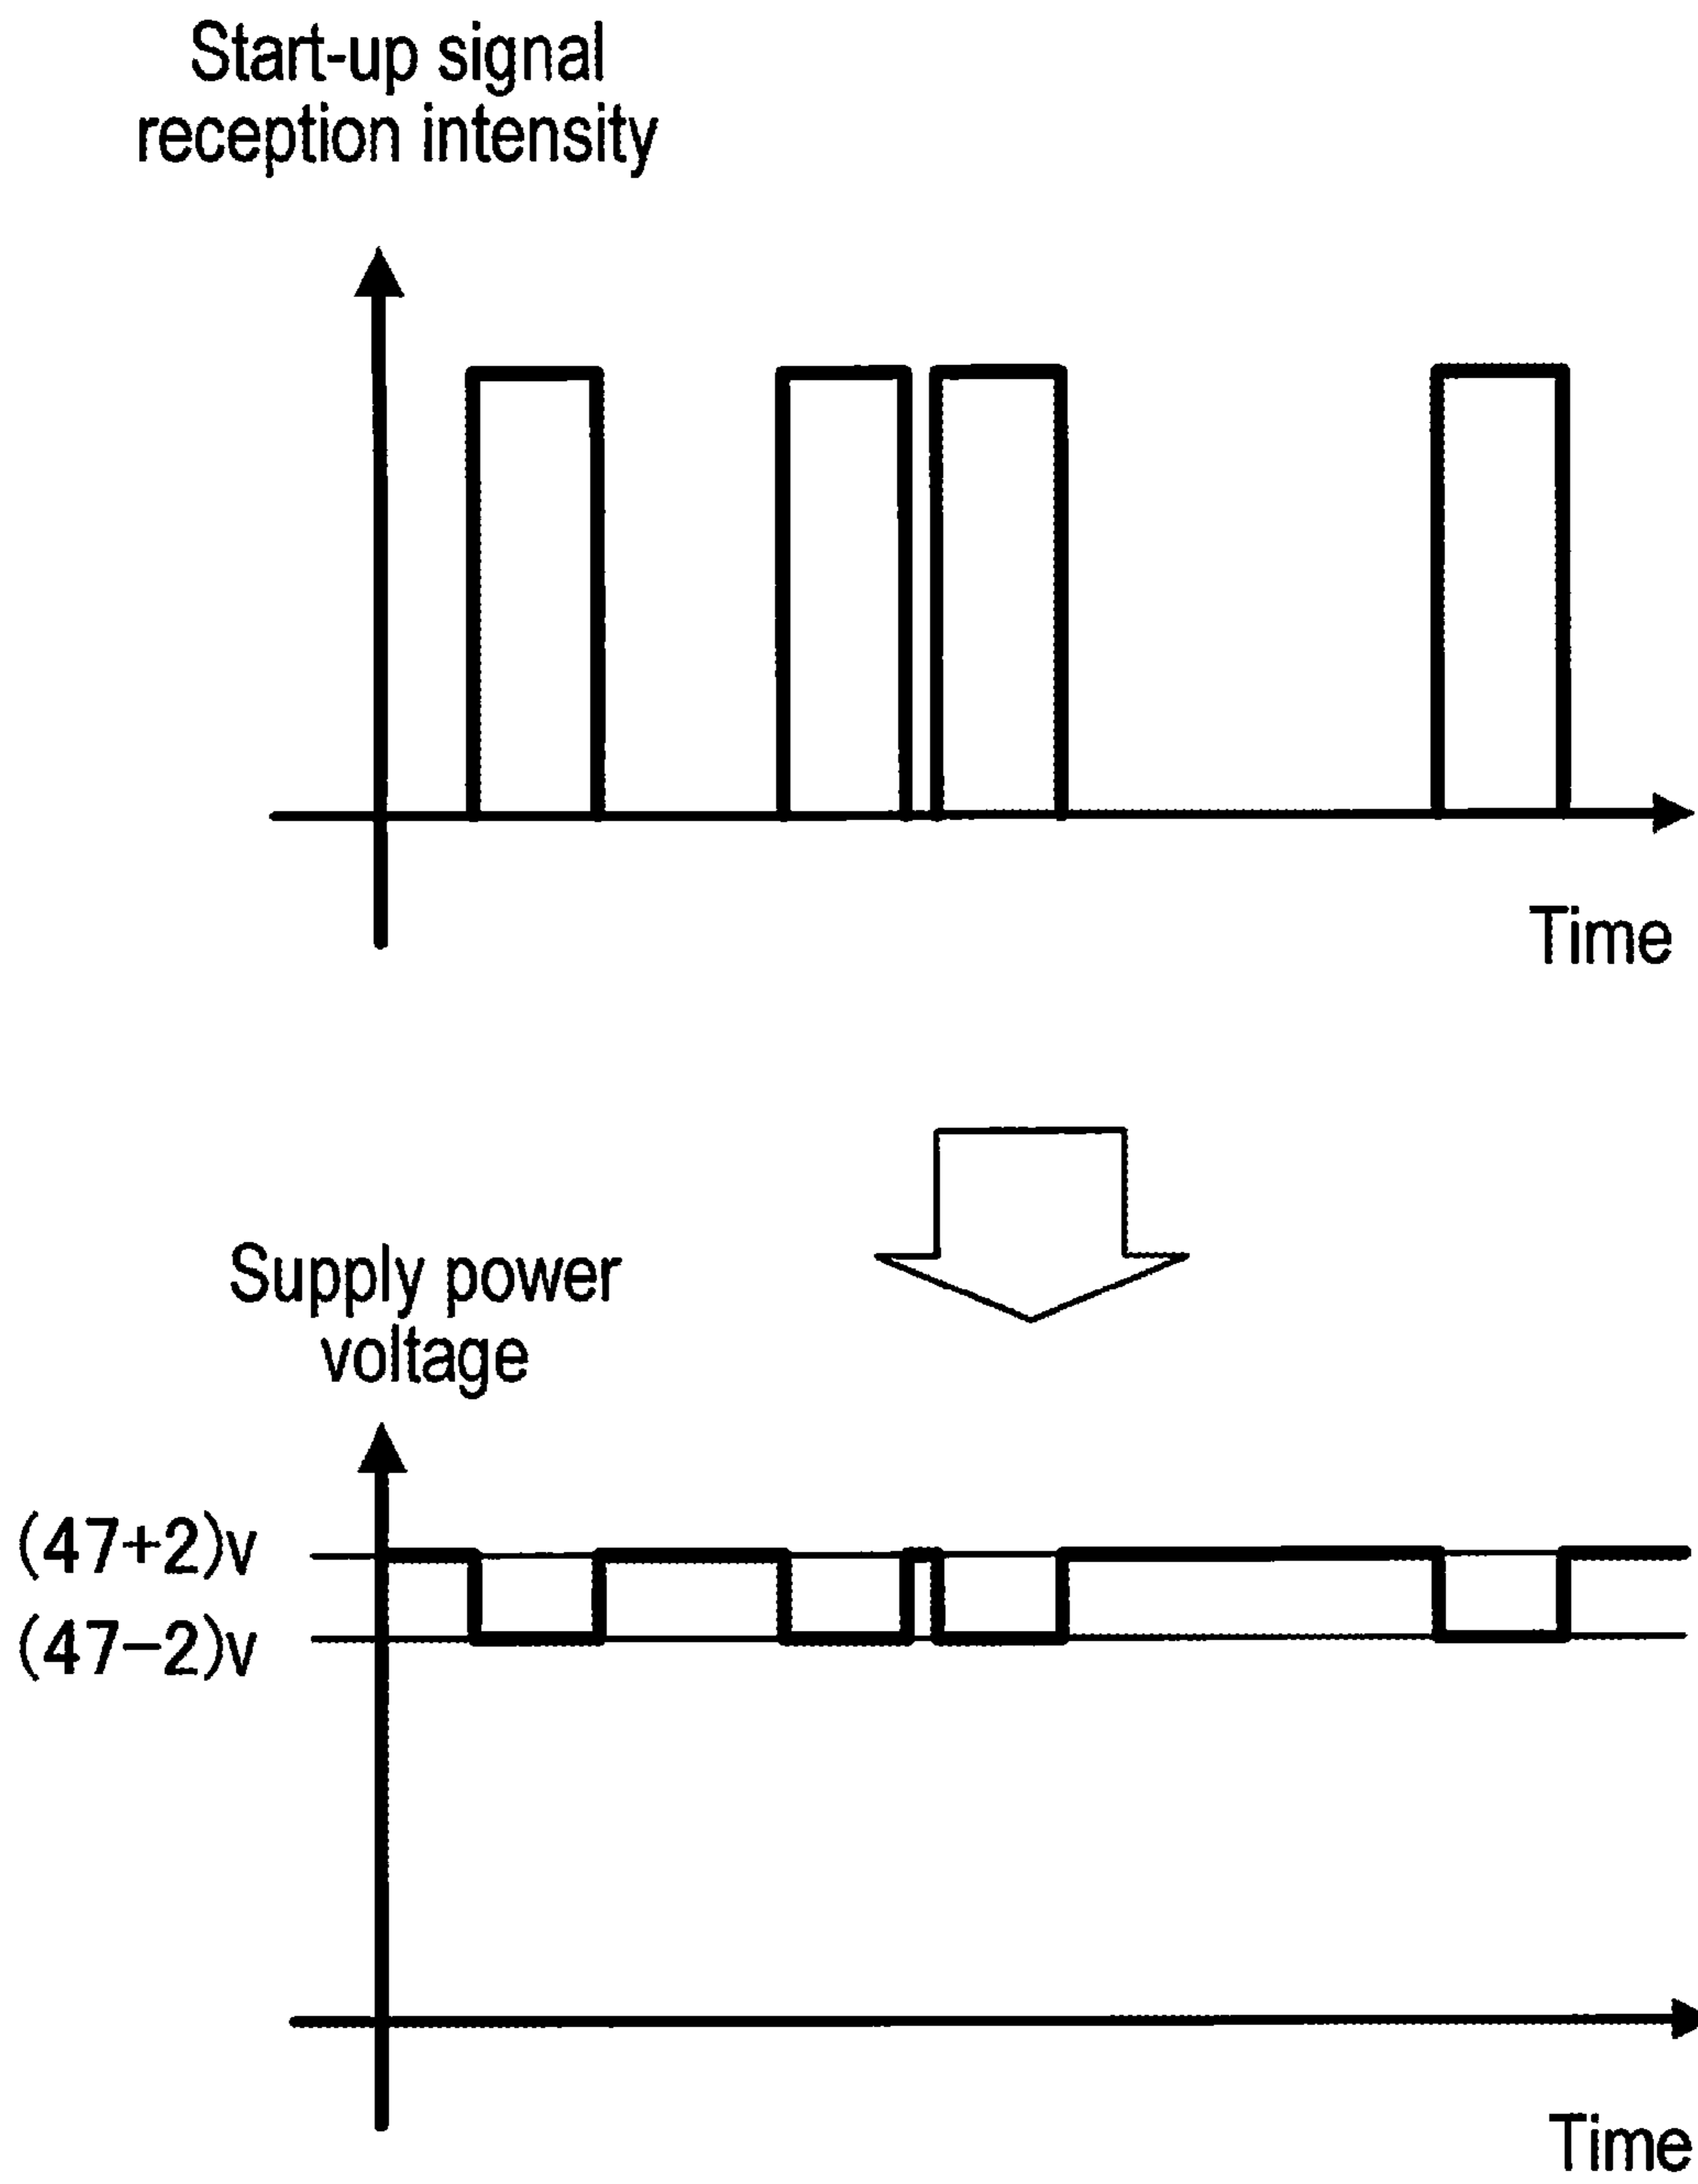 Start-up signal
reception intensity
Time
Supply power
voltage
(47+2)v
(47−2)v
Time